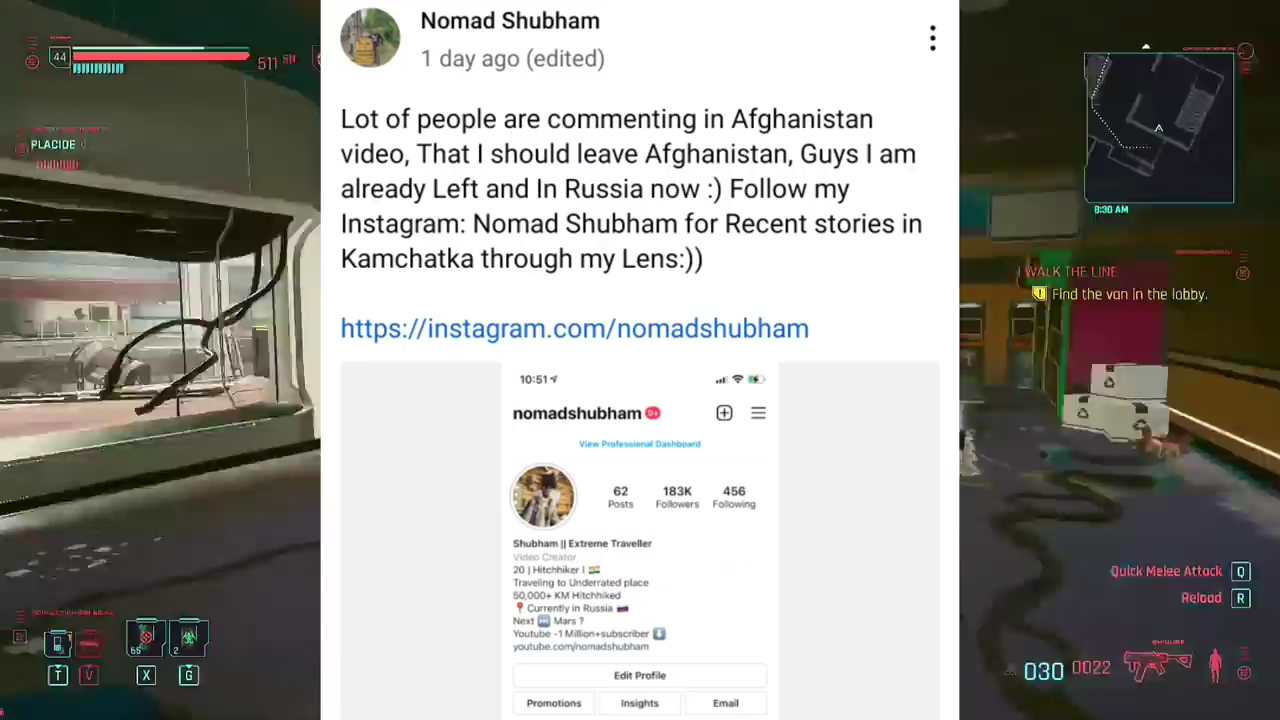 44
511
PLACIDE
T
V
65
X
2
G
Nomad Shubham
1 day ago (edited)
Lot of people are commenting in Afghanistan
video, That I should leave Afghanistan, Guys I am
already Left and In Russia now :) Follow my
Instagram: Nomad Shubham for Recent stories in
Kamchatka through my Lens:))
https://instagram.com/nomadshubham
10:51
nomadshubham 9+
View Professional Dashboard
62 183K 456
Posts Followers Following
Shubham || Extreme Traveller
Video Creator
20 | Hitchhiker I 🇮🇳
Traveling to Underrated place
50,000+ KM Hitchhiked
📍 Currently in Russia 🇷🇺
Next ⏭️ Mars ?
Youtube -1 Million+subscriber ⬇️
youtube.com/nomadshubham
Edit Profile
Promotions Insights Email
8:30 AM
I WALK THE LINE
Find the van in the lobby.
Quick Melee Attack Q
Reload R
030 0022